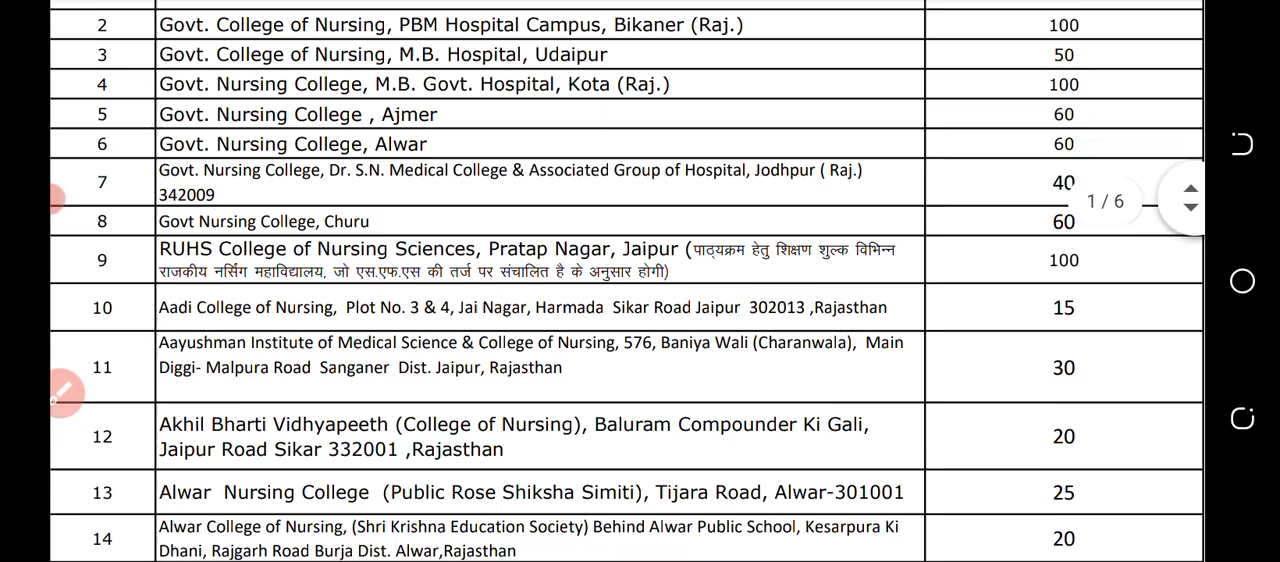 2 Govt. College of Nursing, PBM Hospital Campus, Bikaner (Raj.) 100
3 Govt. College of Nursing, M.B. Hospital, Udaipur 50
4 Govt. Nursing College, M.B. Govt. Hospital, Kota (Raj.) 100
5 Govt. Nursing College , Ajmer 60
6 Govt. Nursing College, Alwar 60
7 Govt. Nursing College, Dr. S.N. Medical College & Associated Group of Hospital, Jodhpur ( Raj.)
342009 40
1 / 6
8 Govt Nursing College, Churu 60
9 RUHS College of Nursing Sciences, Pratap Nagar, Jaipur (पाठ्यक्रम हेतु शिक्षण शुल्क विभिन्न
राजकीय नर्सिंग महाविद्यालय, जो एस.एफ.एस की तर्ज पर संचालित है के अनुसार होगी) 100
10 Aadi College of Nursing, Plot No. 3 & 4, Jai Nagar, Harmada Sikar Road Jaipur 302013 ,Rajasthan 15
11 Aayushman Institute of Medical Science & College of Nursing, 576, Baniya Wali (Charanwala), Main
Diggi- Malpura Road Sanganer Dist. Jaipur, Rajasthan 30
12 Akhil Bharti Vidhyapeeth (College of Nursing), Baluram Compounder Ki Gali,
Jaipur Road Sikar 332001 ,Rajasthan 20
13 Alwar Nursing College (Public Rose Shiksha Simiti), Tijara Road, Alwar-301001 25
14 Alwar College of Nursing, (Shri Krishna Education Society) Behind Alwar Public School, Kesarpura Ki
Dhani, Rajgarh Road Burja Dist. Alwar,Rajasthan 20